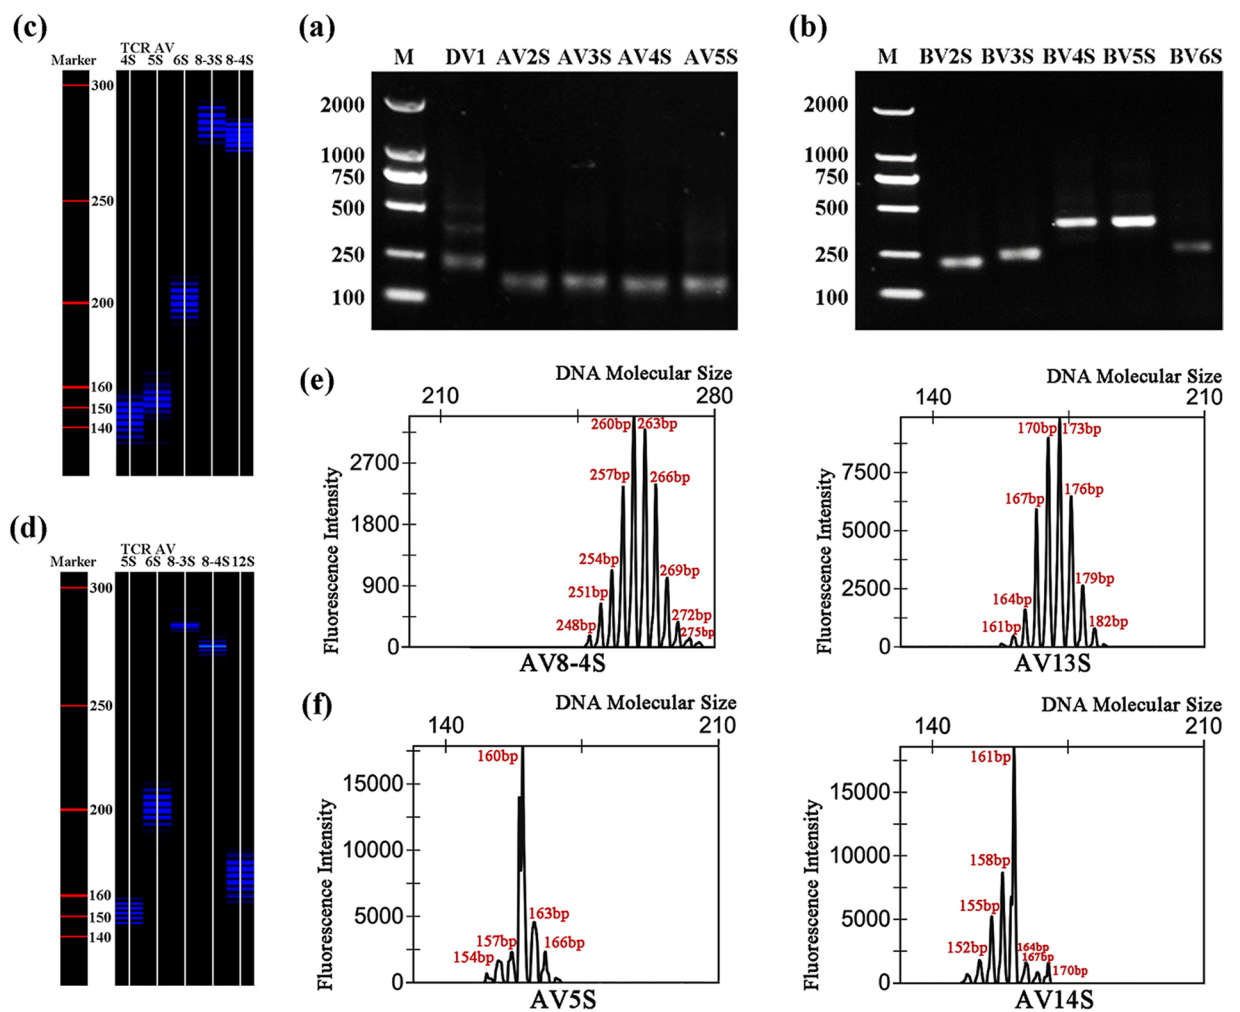 (c)
TCR AV
Marker 4S 5S 6S 8-3S 8-4S
300
250
200
160
150
140
(a)
M DV1 AV2S AV3S AV4S AV5S
2000
1000
750
500
250
100
(b)
M BV2S BV3S BV4S BV5S BV6S
2000
1000
750
500
250
100
(d)
TCR AV
Marker 5S 6S 8-3S 8-4S 12S
300
250
200
160
150
140
(e)
DNA Molecular Size
210 280
Fluorescence Intensity
2700
1800
900
0
248bp
251bp
254bp
257bp
260bp
263bp
266bp
269bp
272bp
275bp
AV8-4S
DNA Molecular Size
140 210
Fluorescence Intensity
7500
5000
2500
0
161bp
164bp
167bp
170bp
173bp
176bp
179bp
182bp
AV13S
(f)
DNA Molecular Size
140 210
Fluorescence Intensity
15000
10000
5000
0
154bp
157bp
160bp
163bp
166bp
AV5S
DNA Molecular Size
140 210
Fluorescence Intensity
15000
10000
5000
0
152bp
155bp
158bp
161bp
164bp
167bp
170bp
AV14S